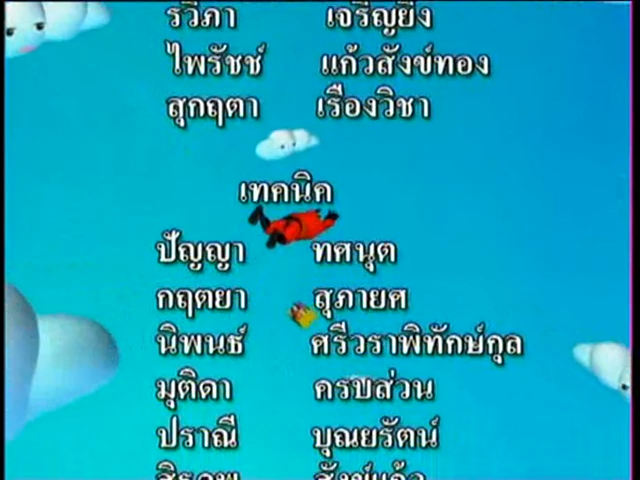 รวิภา เจริญยิ่ง
ไพรัชช์ แก้วสังข์ทอง
สุกฤตา เรืองวิชา
เทคนิค
ปัญญา ทศนุต
กฤตยา สุภายศ
นิพนธ์ ศรีวราพิทักษ์กุล
มุติดา ครบส่วน
ปราณี บุณยรัตน์